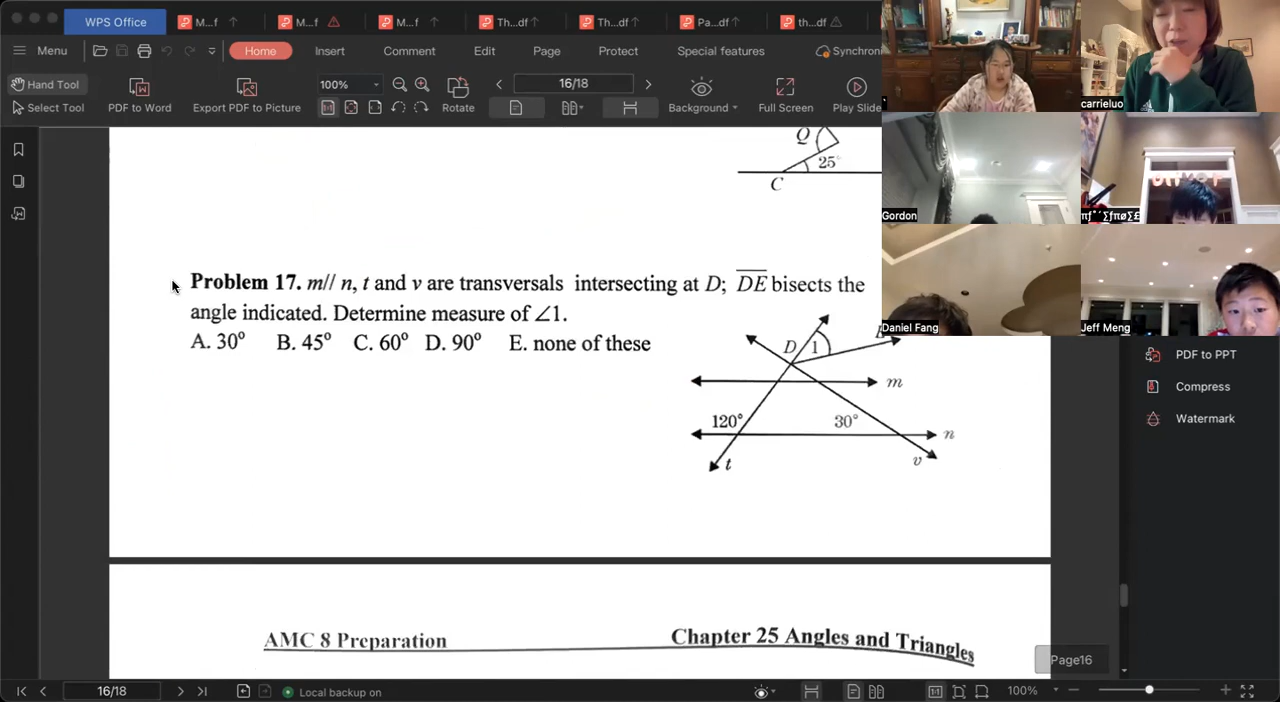 WPS Office M...f M...f M...f Th...df Th...df Pa...df th...df
Menu Home Insert Comment Edit Page Protect Special features Synchron
Hand Tool 100% 16/18
Select Tool PDF to Word Export PDF to Picture Rotate Background Full Screen Play Slide
carrieluo
Gordon
Daniel Fang Jeff Meng
Q
25°
C
Problem 17. m// n, t and v are transversals intersecting at D; DE bisects the
angle indicated. Determine measure of ∠1.
A. 30° B. 45° C. 60° D. 90° E. none of these
D 1 E
m
120° 30°
n
t v
PDF to PPT
Compress
Watermark
AMC 8 Preparation Chapter 25 Angles and Triangles
Page16
16/18 Local backup on 100%